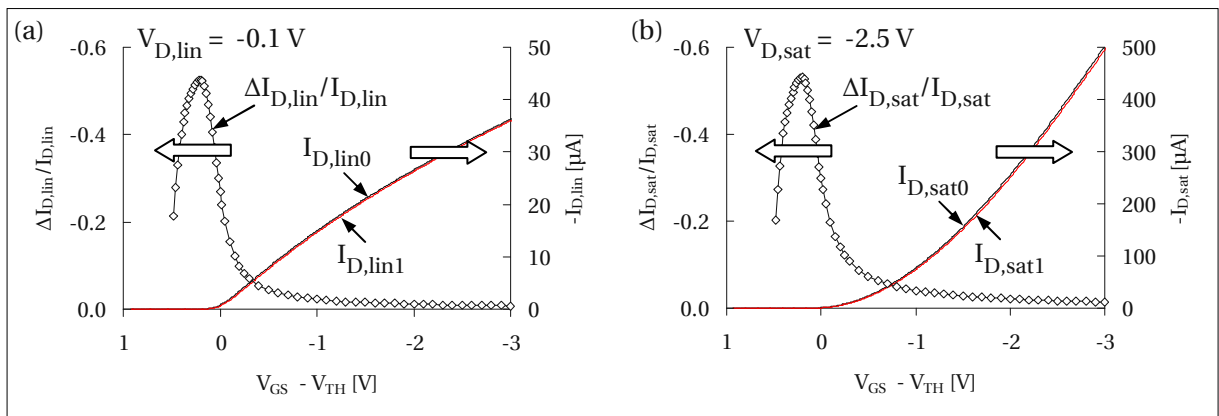 (a)
V_D,lin = -0.1 V
-0.6
-0.4
-0.2
0.0
ΔI_D,lin/I_D,lin
ΔI_D,lin/I_D,lin
I_D,lin0
I_D,lin1
50
40
30
20
10
0
-I_D,lin [µA]
1
0
-1
-2
-3
V_GS - V_TH [V]
(b)
V_D,sat = -2.5 V
-0.6
-0.4
-0.2
0.0
ΔI_D,sat/I_D,sat
ΔI_D,sat/I_D,sat
I_D,sat0
I_D,sat1
500
400
300
200
100
0
-I_D,sat [µA]
1
0
-1
-2
-3
V_GS - V_TH [V]